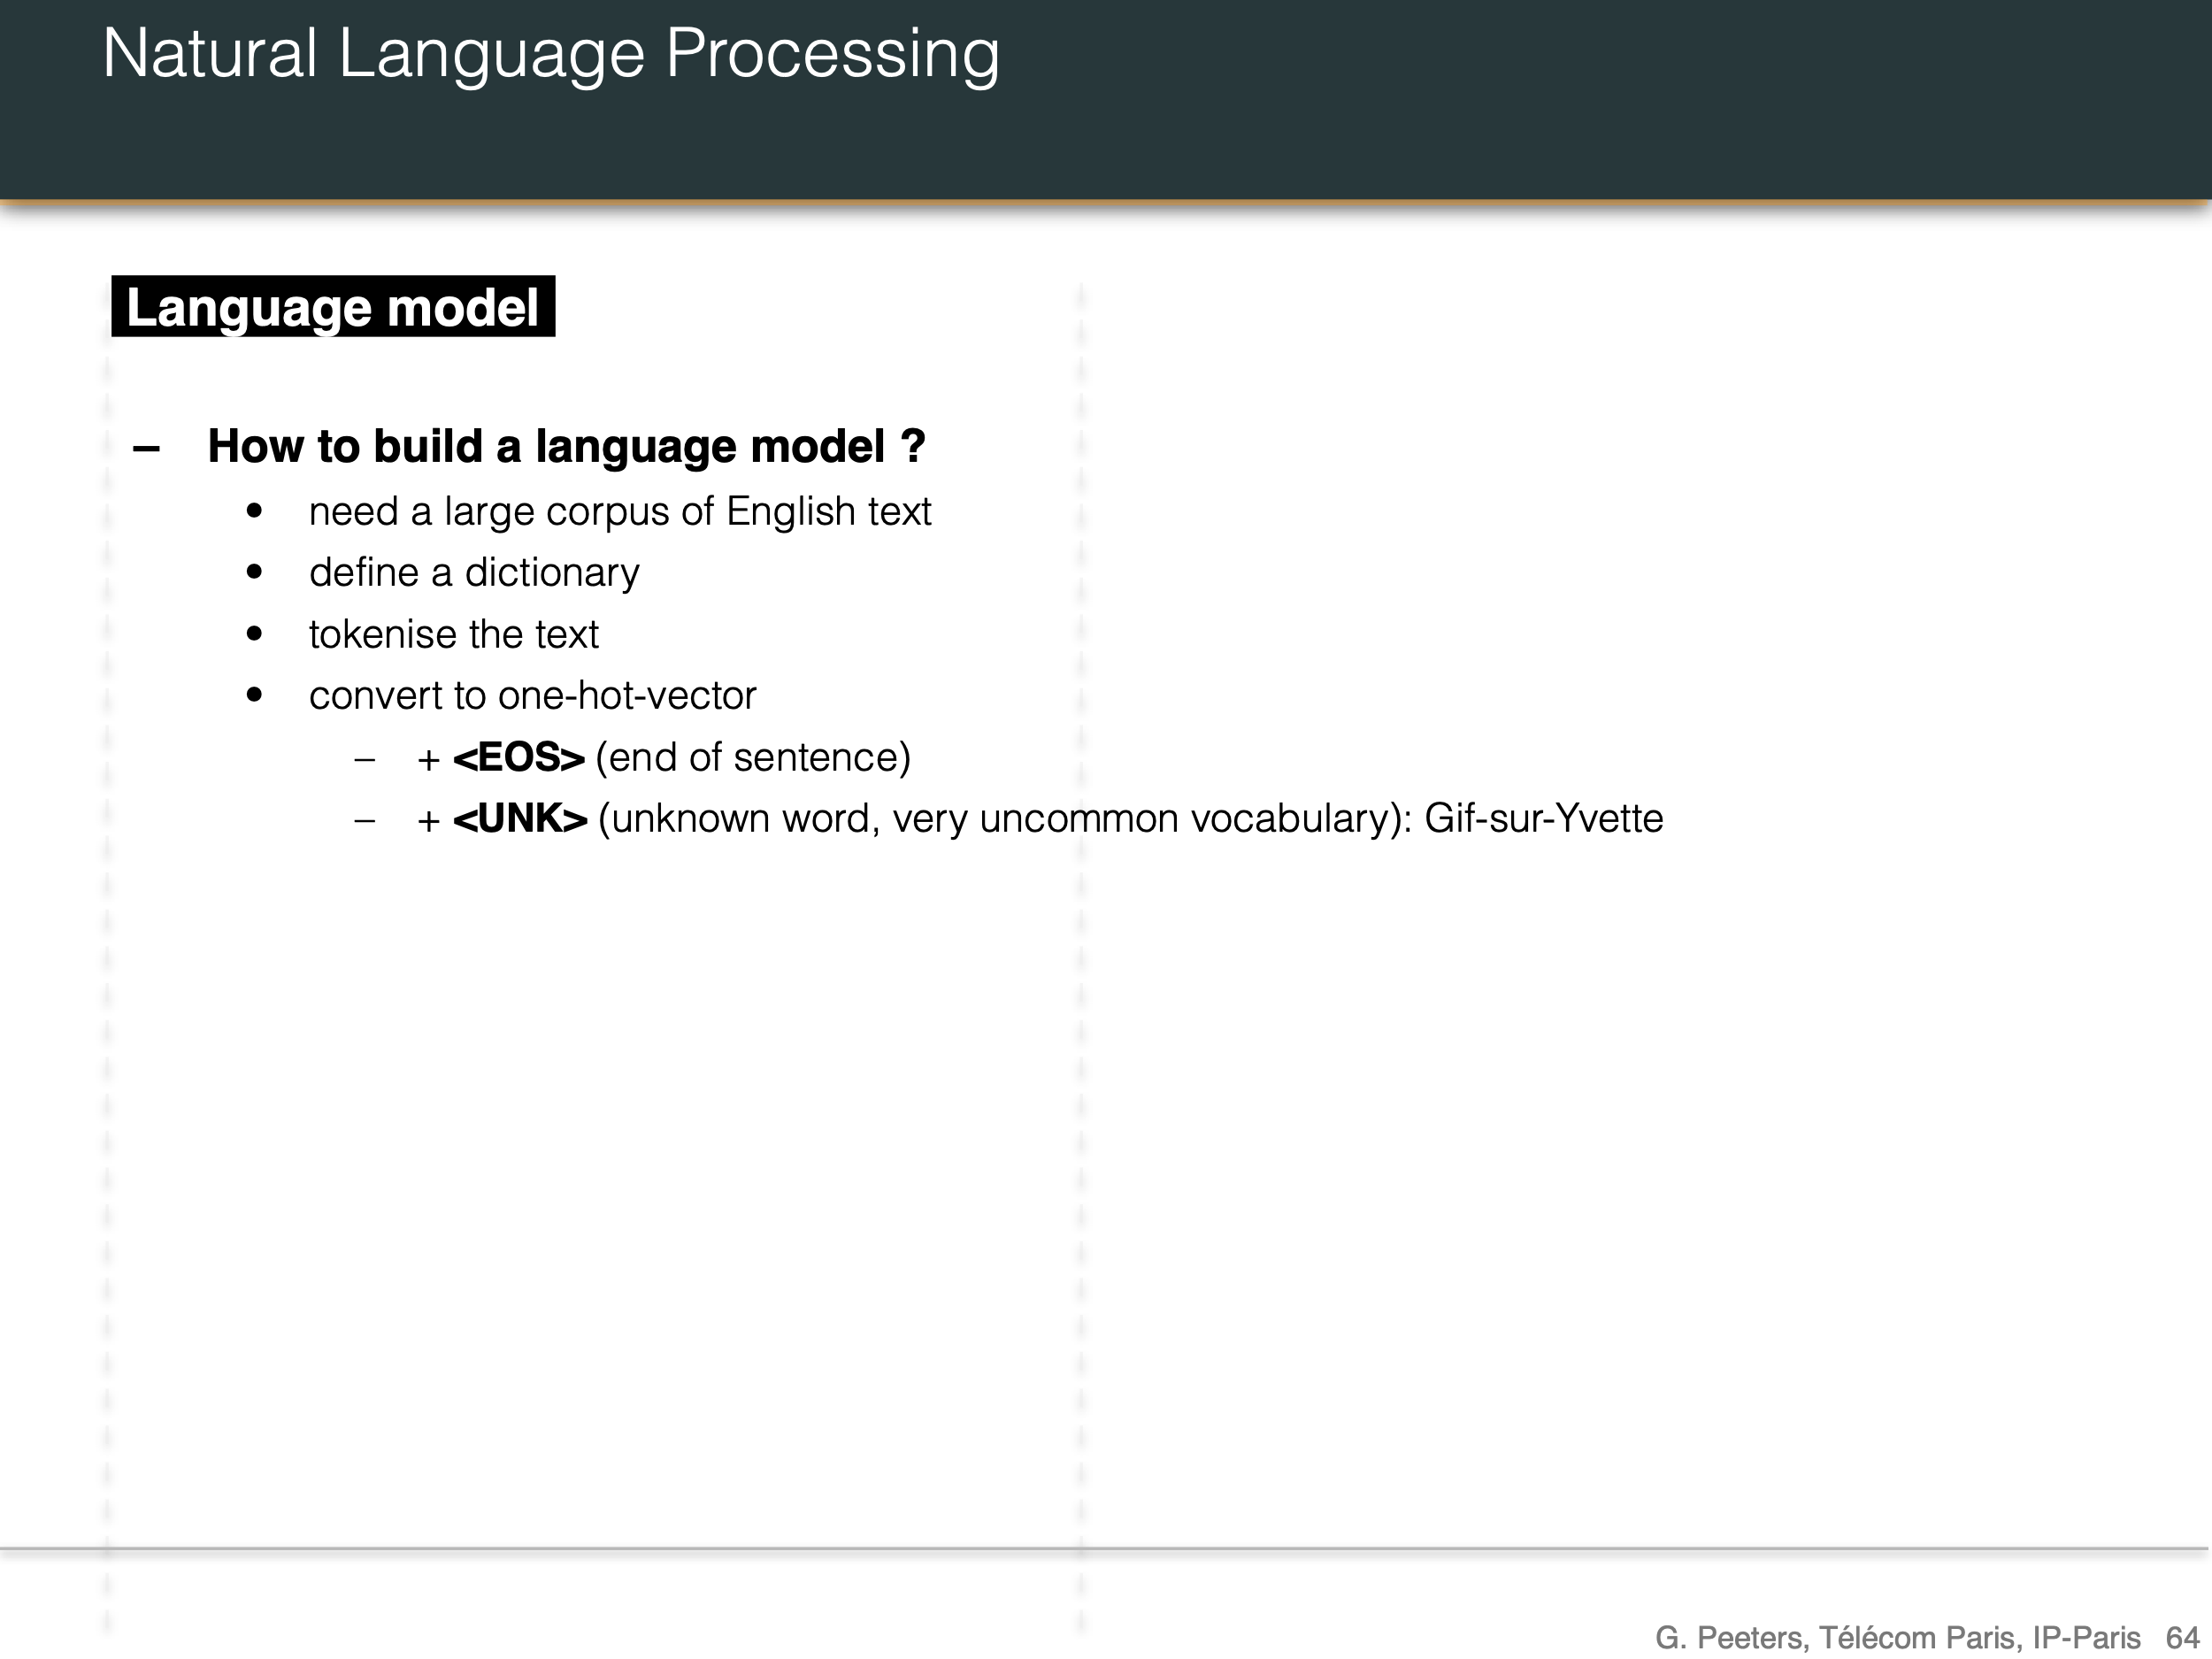 Natural Language Processing
Language model
– How to build a language model ?
• need a large corpus of English text
• define a dictionary
• tokenise the text
• convert to one-hot-vector
– + <EOS> (end of sentence)
– + <UNK> (unknown word, very uncommon vocabulary): Gif-sur-Yvette
G. Peeters, Télécom Paris, IP-Paris 64